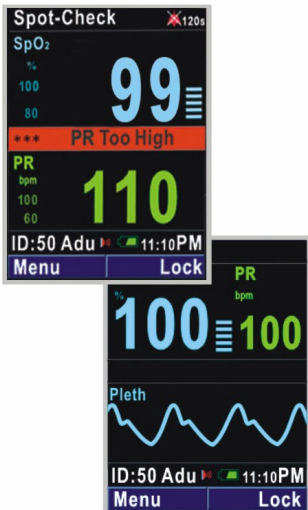 Spot-Check 120s
SpO₂
%
100
80
99
*** PR Too High
PR
bpm
100
60
110
ID:50 Adu 11:10PM
Menu Lock
PR
% bpm
100 100
Pleth
ID:50 Adu 11:10PM
Menu Lock